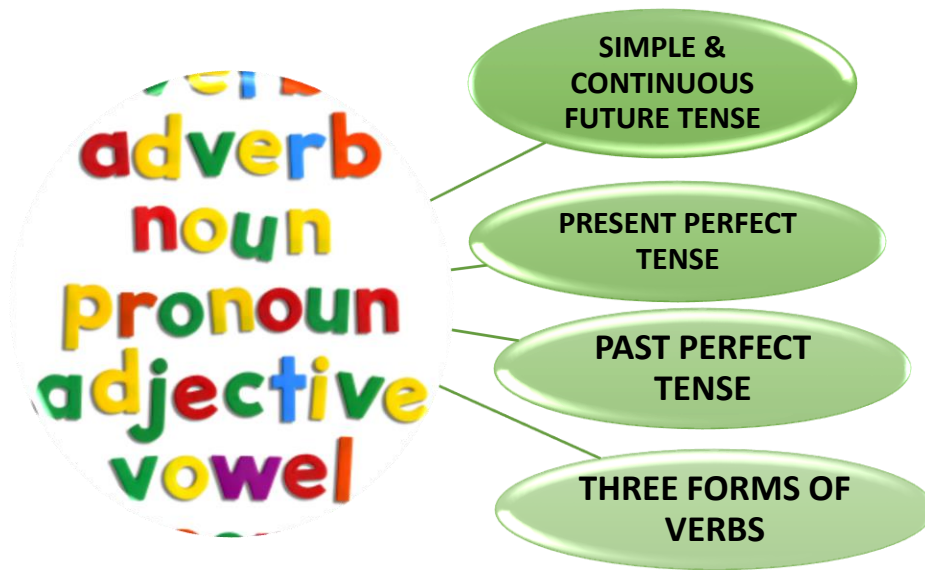 adverb
noun
pronoun
adjective
vowel
SIMPLE &
CONTINUOUS
FUTURE TENSE
PRESENT PERFECT
TENSE
PAST PERFECT
TENSE
THREE FORMS OF
VERBS